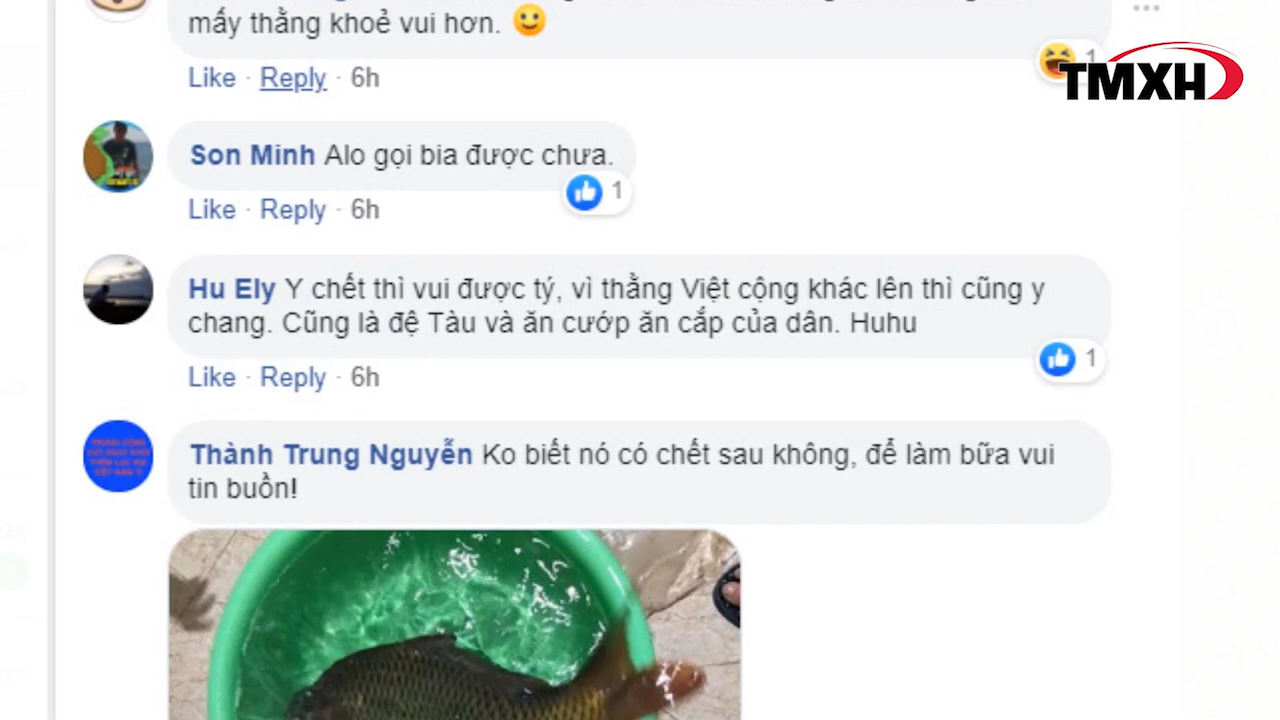 mấy thằng khoẻ vui hơn.
1
TMXH
Like · Reply · 6h
Son Minh Alo gọi bia được chưa.
1
Like · Reply · 6h
Hu Ely Y chết thì vui được tý, vì thằng Việt cộng khác lên thì cũng y
chang. Cũng là đệ Tàu và ăn cướp ăn cắp của dân. Huhu
1
Like · Reply · 6h
Thành Trung Nguyễn Ko biết nó có chết sau không, để làm bữa vui
tin buồn!